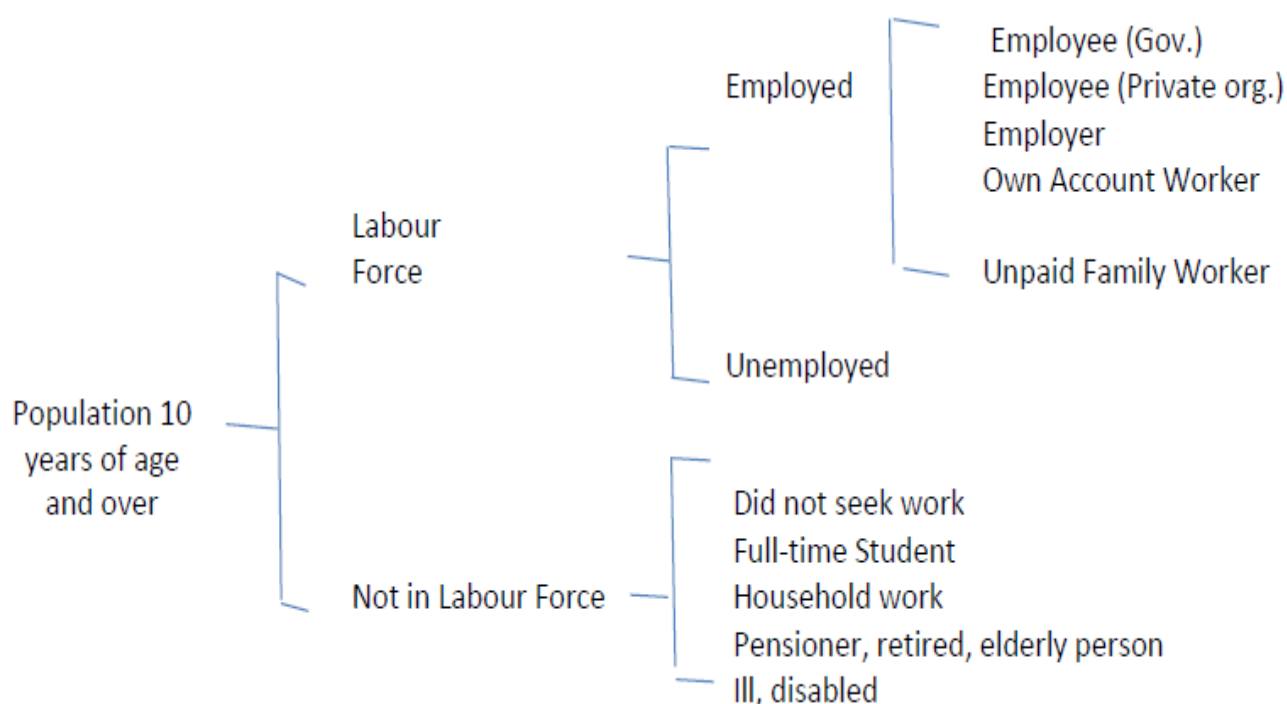 Population 10
years of age
and over
Labour
Force
Employed
Employee (Gov.)
Employee (Private org.)
Employer
Own Account Worker
Unpaid Family Worker
Unemployed
Not in Labour Force
Did not seek work
Full-time Student
Household work
Pensioner, retired, elderly person
Ill, disabled